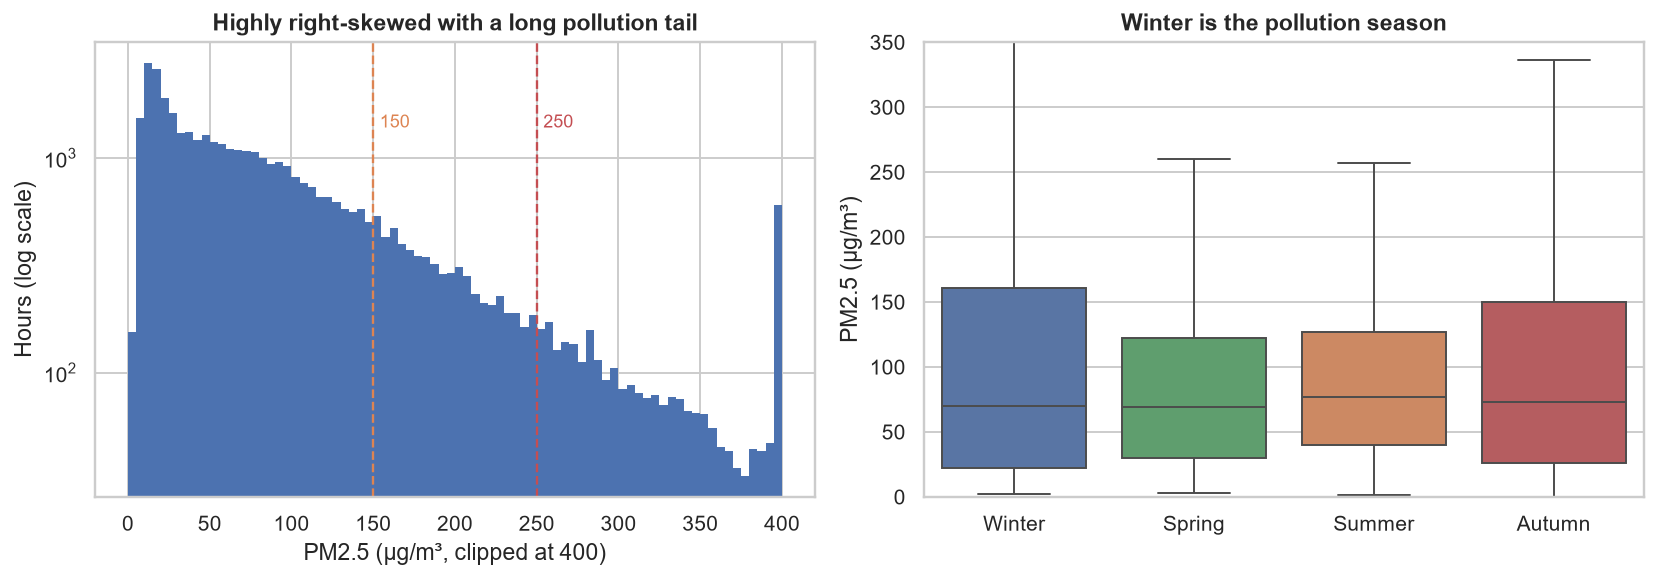 Highly right-skewed with a long pollution tail
Hours (log scale)
10³
10²
150
250
0 50 100 150 200 250 300 350 400
PM2.5 (µg/m³, clipped at 400)
Winter is the pollution season
PM2.5 (µg/m³)
350
300
250
200
150
100
50
0
Winter Spring Summer Autumn